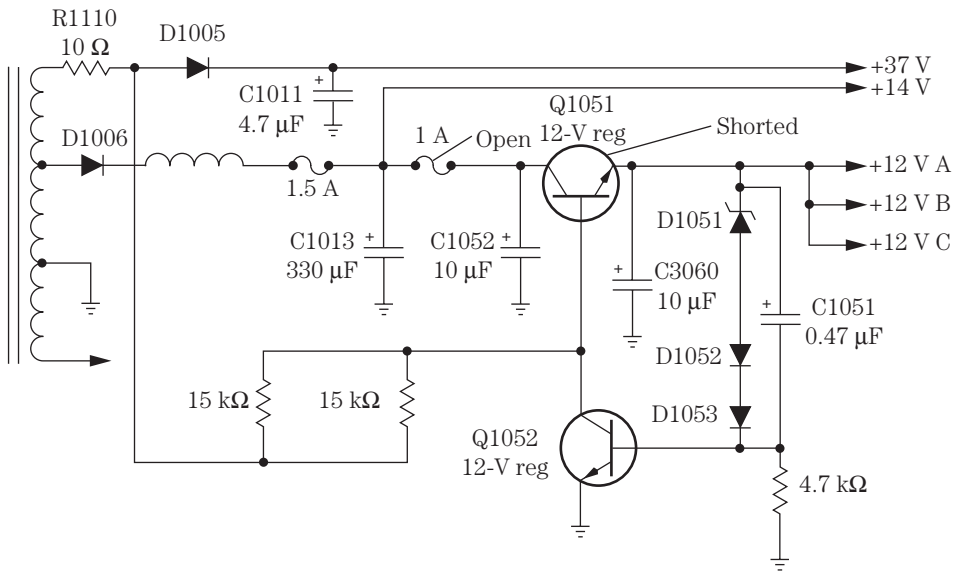 R1110
10 Ω
D1005
+37 V
+14 V
C1011
4.7 µF
Q1051
12-V reg
Shorted
1 A
Open
D1006
1.5 A
+12 V A
+12 V B
+12 V C
D1051
C1013
330 µF
C1052
10 µF
C3060
10 µF
C1051
0.47 µF
D1052
15 kΩ
15 kΩ
D1053
Q1052
12-V reg
4.7 kΩ
+
+
+
+
+